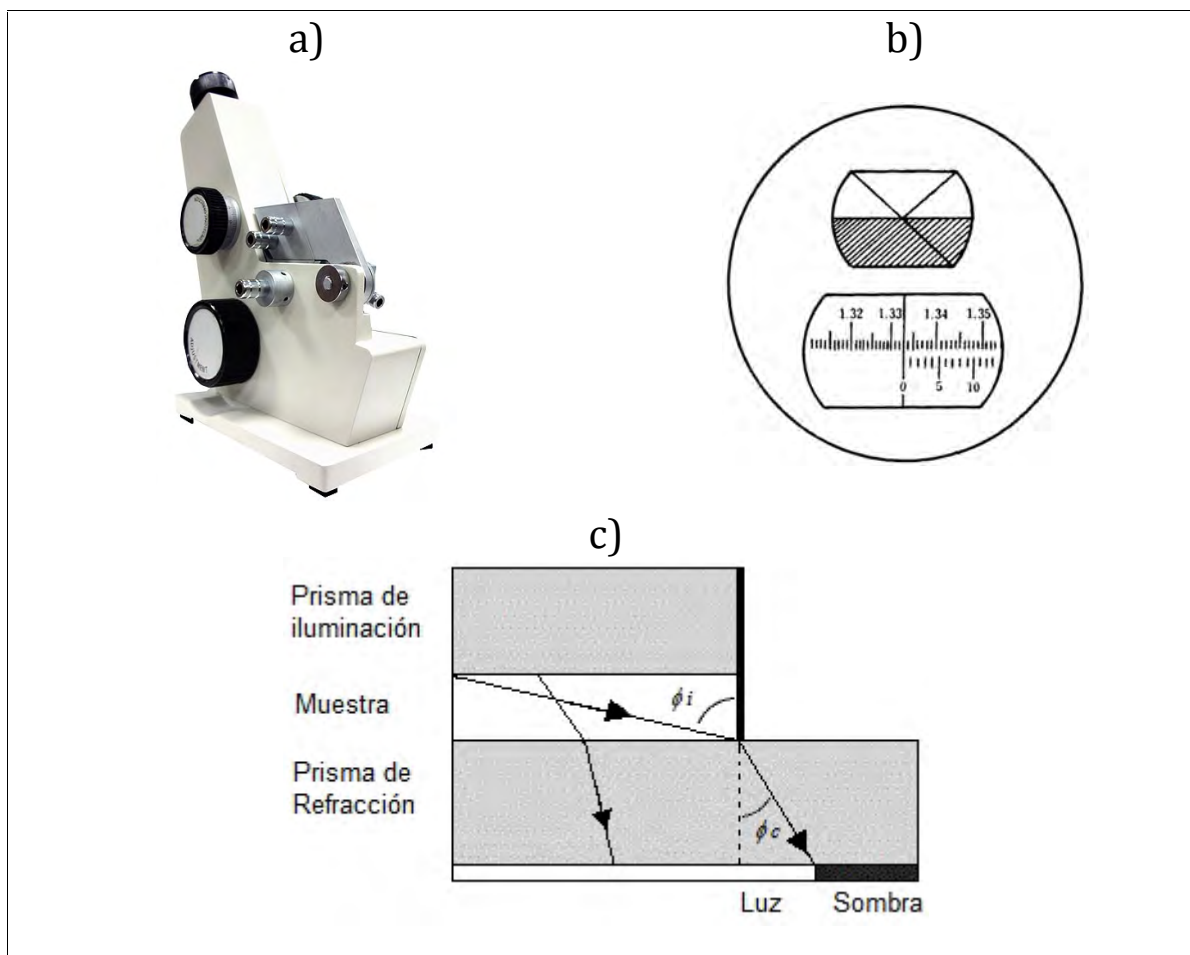 a)
b)
1.32 1.33 1.34 1.35
0 5 10
c)
Prisma de
iluminación
ϕi
Muestra
Prisma de
Refracción
ϕc
Luz Sombra